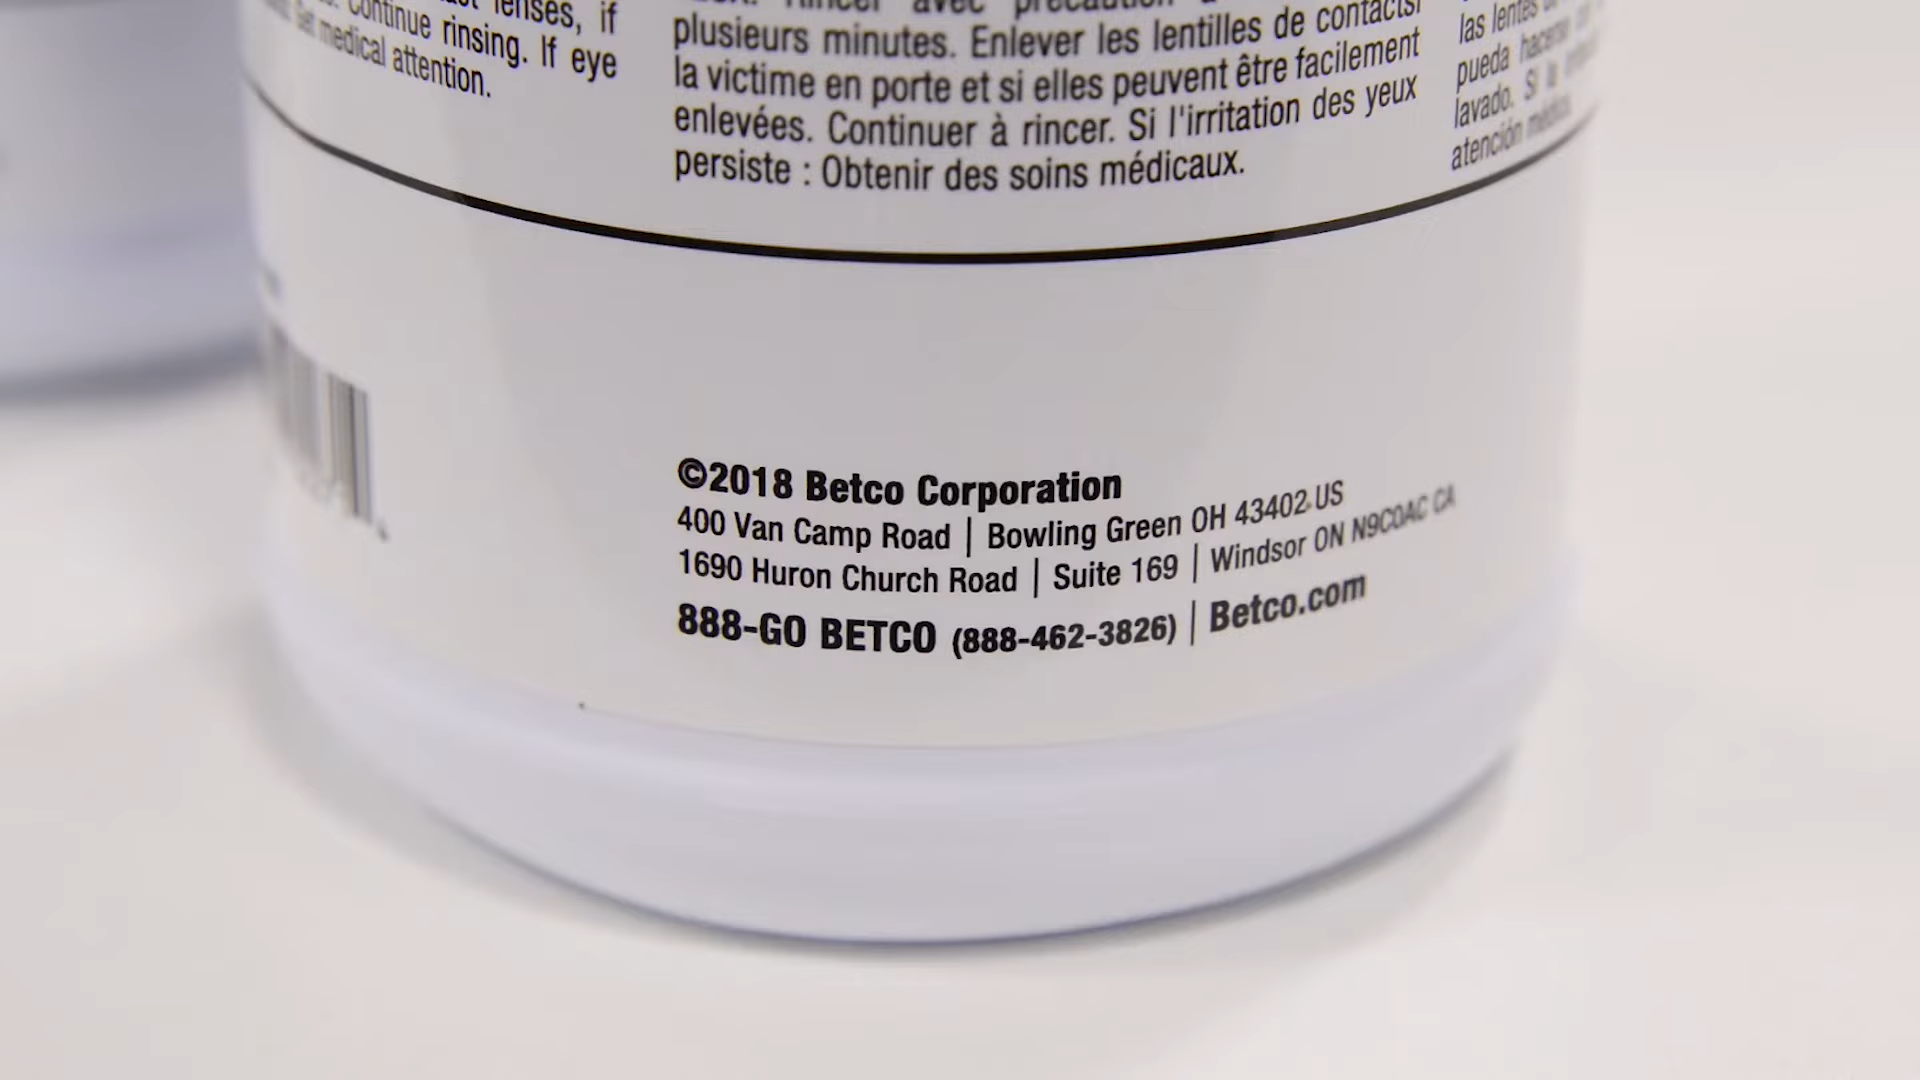 lenses, if
Continue rinsing. If eye
Get medical attention.
Rincer avec précaution
plusieurs minutes. Enlever les lentilles de contactsi
la victime en porte et si elles peuvent être facilement
enlevées. Continuer à rincer. Si l'irritation des yeux
persiste : Obtenir des soins médicaux.
las lentes
pueda hacerse
lavado. Si la
atención médica.
©2018 Betco Corporation
400 Van Camp Road | Bowling Green OH 43402 US
1690 Huron Church Road | Suite 169 | Windsor ON N9C0AC CA
888-GO BETCO (888-462-3826) | Betco.com